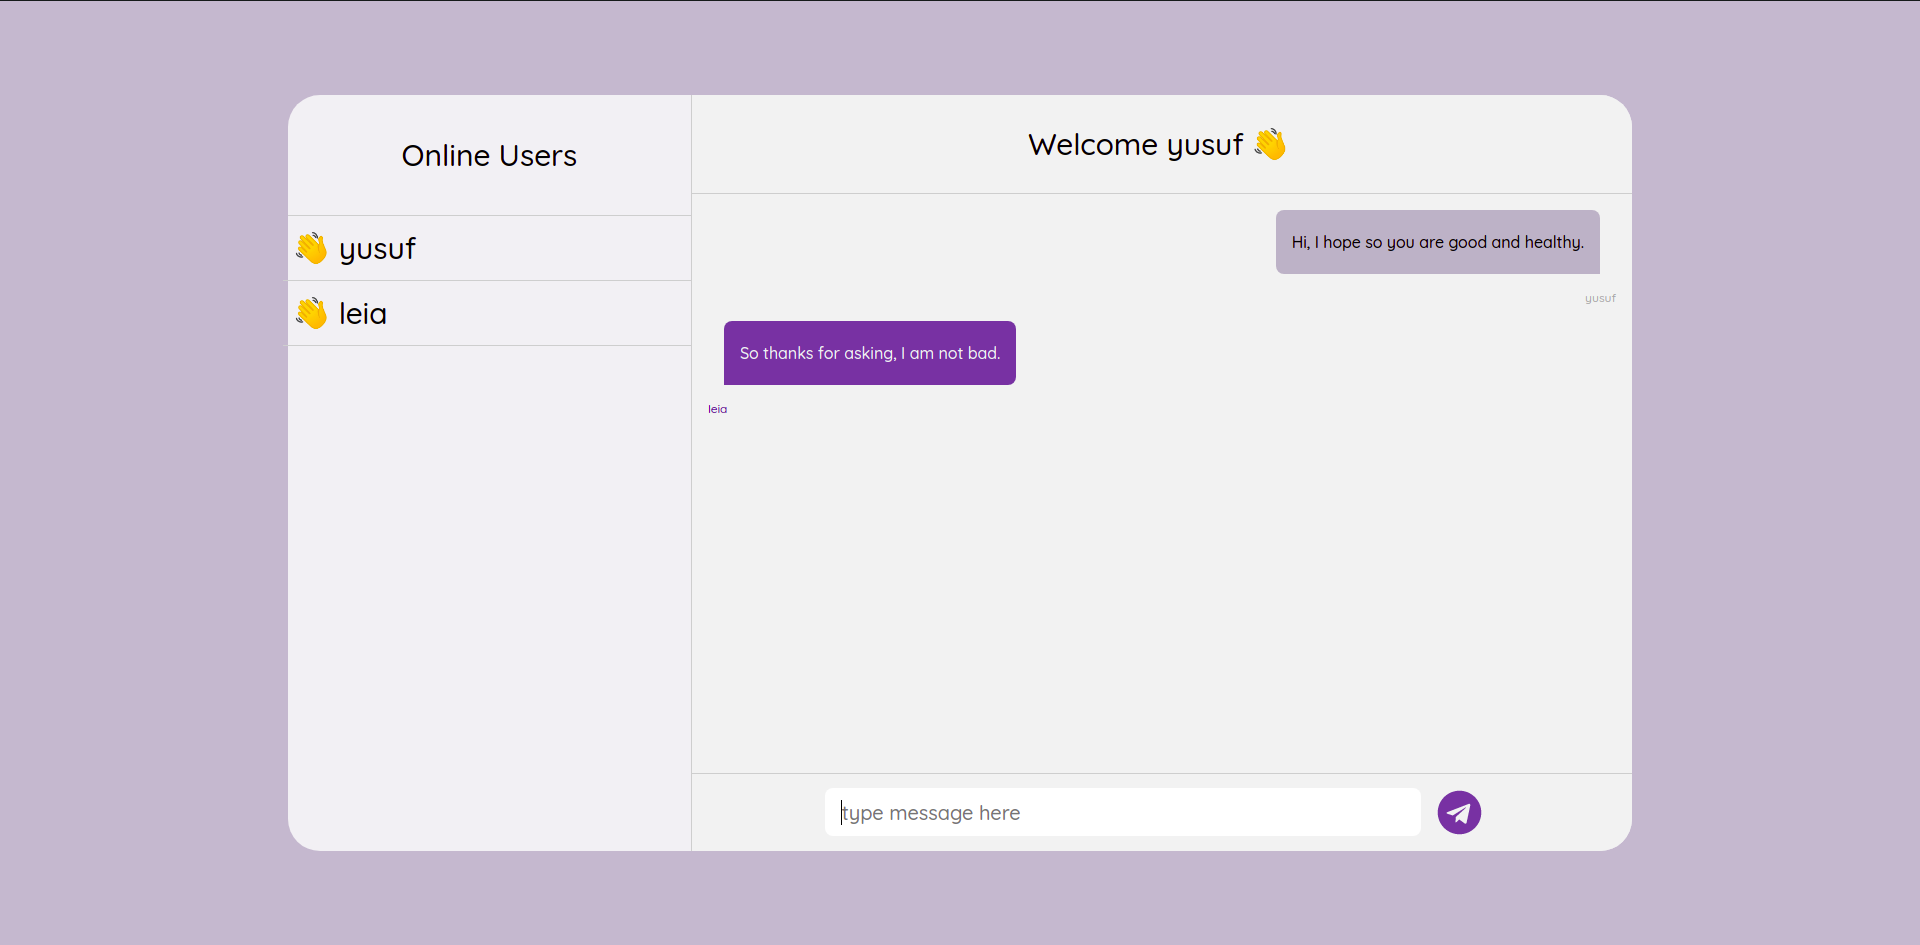 Online Users
👋 yusuf
👋 leia
Welcome yusuf 👋
Hi, I hope so you are good and healthy.
yusuf
So thanks for asking, I am not bad.
leia
type message here